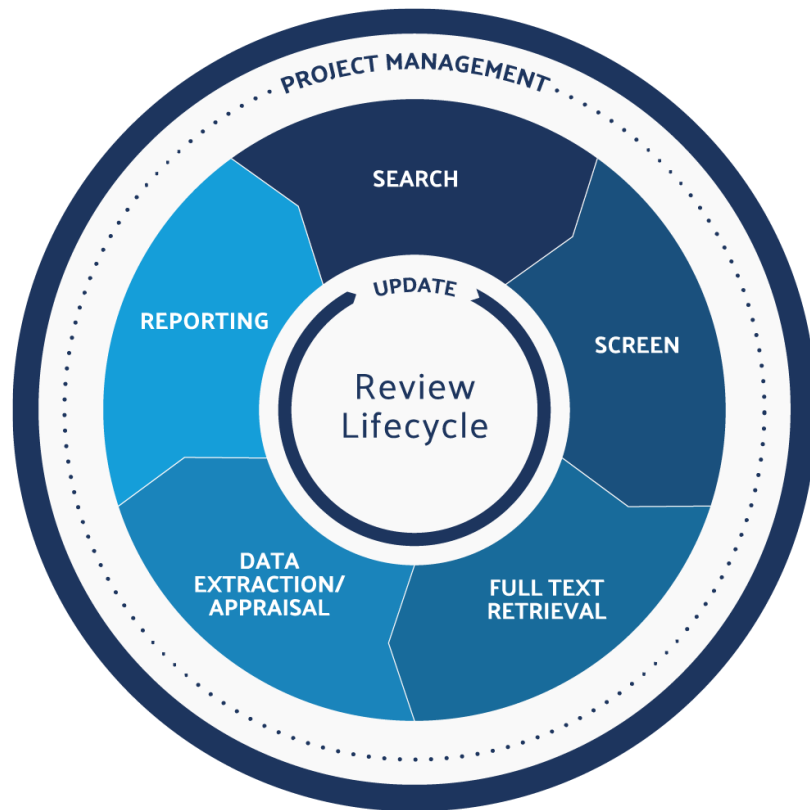 PROJECT MANAGEMENT
SEARCH
SCREEN
FULL TEXT
RETRIEVAL
DATA
EXTRACTION/
APPRAISAL
REPORTING
UPDATE
Review
Lifecycle